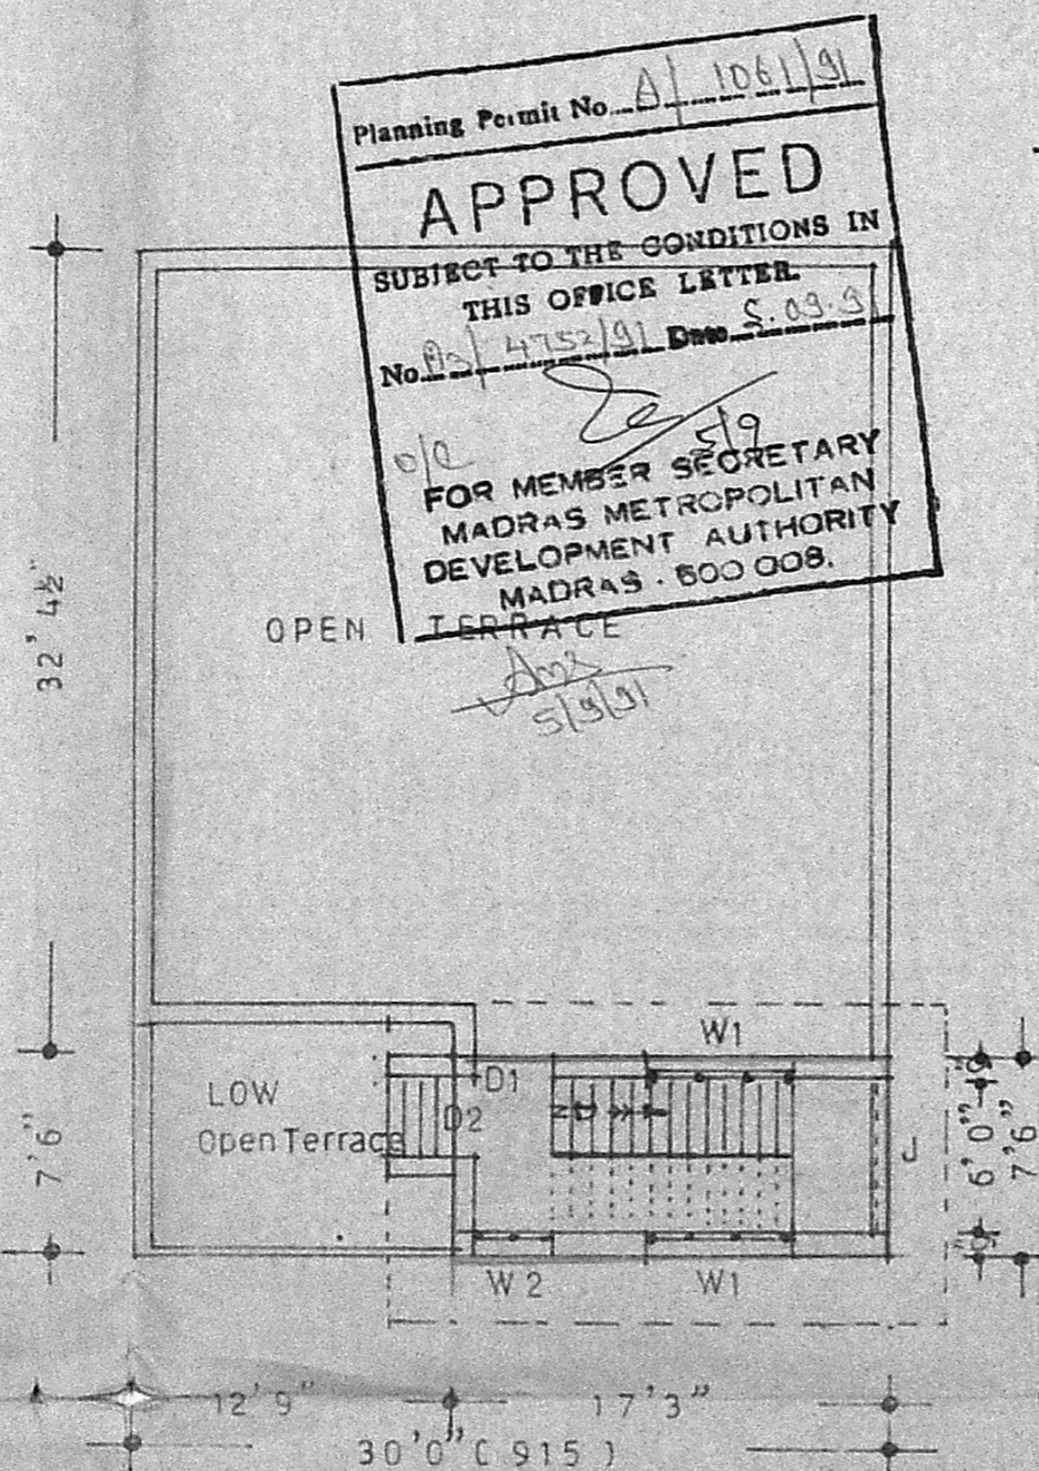 Planning Permit No. A/ 1061/91
APPROVED
SUBJECT TO THE CONDITIONS IN
THIS OFFICE LETTER.
No. A3/ 4752/91 Date 5.09.91
5/9
o/c
FOR MEMBER SECRETARY
MADRAS METROPOLITAN
DEVELOPMENT AUTHORITY
MADRAS. 600 008.
32' 4½"
OPEN TERRACE
5/9/91
W1
LOW
Open Terrace
D1
D2
J
7'6"
9"
6'0"
9"
7'6"
W2
W1
12'9"
17'3"
30'0" (915)